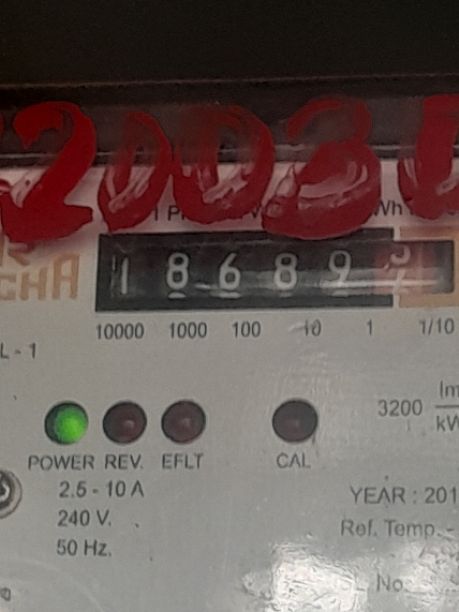 2003
18689
10000 1000 100 10 1 1/10
L - 1
3200
POWER REV. EFLT CAL
2.5 - 10 A
240 V.
50 Hz.
YEAR : 201
Ref. Temp. -
No.